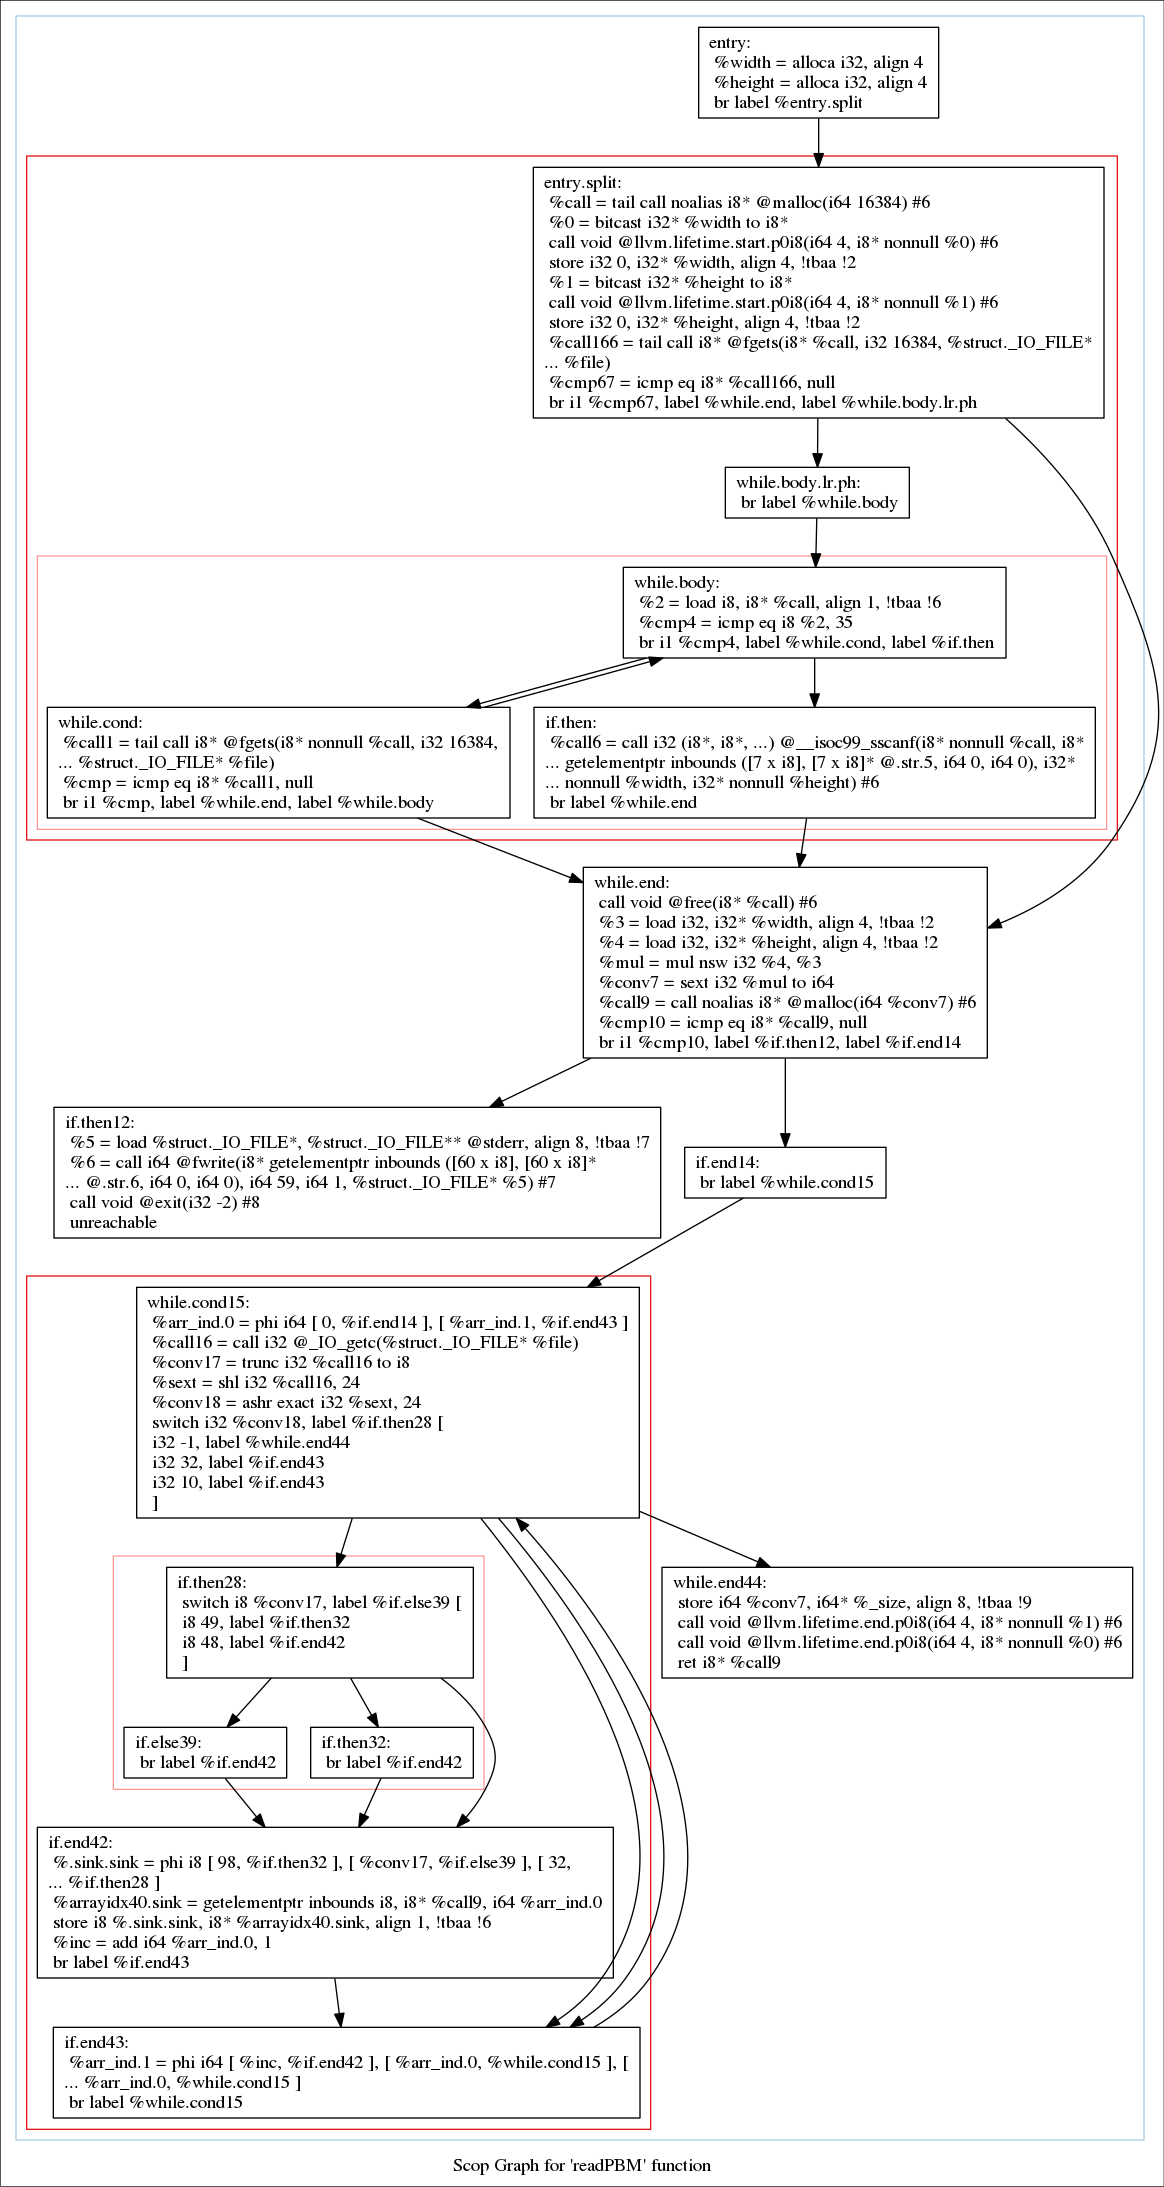 entry:
%width = alloca i32, align 4
%height = alloca i32, align 4
br label %entry.split
entry.split:
%call = tail call noalias i8* @malloc(i64 16384) #6
%0 = bitcast i32* %width to i8*
call void @llvm.lifetime.start.p0i8(i64 4, i8* nonnull %0) #6
store i32 0, i32* %width, align 4, !tbaa !2
%1 = bitcast i32* %height to i8*
call void @llvm.lifetime.start.p0i8(i64 4, i8* nonnull %1) #6
store i32 0, i32* %height, align 4, !tbaa !2
%call166 = tail call i8* @fgets(i8* %call, i32 16384, %struct._IO_FILE*
... %file)
%cmp67 = icmp eq i8* %call166, null
br i1 %cmp67, label %while.end, label %while.body.lr.ph
while.body.lr.ph:
br label %while.body
while.body:
%2 = load i8, i8* %call, align 1, !tbaa !6
%cmp4 = icmp eq i8 %2, 35
br i1 %cmp4, label %while.cond, label %if.then
while.cond:
%call1 = tail call i8* @fgets(i8* nonnull %call, i32 16384,
... %struct._IO_FILE* %file)
%cmp = icmp eq i8* %call1, null
br i1 %cmp, label %while.end, label %while.body
if.then:
%call6 = call i32 (i8*, i8*, ...) @__isoc99_sscanf(i8* nonnull %call, i8*
... getelementptr inbounds ([7 x i8], [7 x i8]* @.str.5, i64 0, i64 0), i32*
... nonnull %width, i32* nonnull %height) #6
br label %while.end
while.end:
call void @free(i8* %call) #6
%3 = load i32, i32* %width, align 4, !tbaa !2
%4 = load i32, i32* %height, align 4, !tbaa !2
%mul = mul nsw i32 %4, %3
%conv7 = sext i32 %mul to i64
%call9 = call noalias i8* @malloc(i64 %conv7) #6
%cmp10 = icmp eq i8* %call9, null
br i1 %cmp10, label %if.then12, label %if.end14
if.then12:
%5 = load %struct._IO_FILE*, %struct._IO_FILE** @stderr, align 8, !tbaa !7
%6 = call i64 @fwrite(i8* getelementptr inbounds ([60 x i8], [60 x i8]*
... @.str.6, i64 0, i64 0), i64 59, i64 1, %struct._IO_FILE* %5) #7
call void @exit(i32 -2) #8
unreachable
if.end14:
br label %while.cond15
while.cond15:
%arr_ind.0 = phi i64 [ 0, %if.end14 ], [ %arr_ind.1, %if.end43 ]
%call16 = call i32 @_IO_getc(%struct._IO_FILE* %file)
%conv17 = trunc i32 %call16 to i8
%sext = shl i32 %call16, 24
%conv18 = ashr exact i32 %sext, 24
switch i32 %conv18, label %if.then28 [
i32 -1, label %while.end44
i32 32, label %if.end43
i32 10, label %if.end43
]
if.then28:
switch i8 %conv17, label %if.else39 [
i8 49, label %if.then32
i8 48, label %if.end42
]
while.end44:
store i64 %conv7, i64* %_size, align 8, !tbaa !9
call void @llvm.lifetime.end.p0i8(i64 4, i8* nonnull %1) #6
call void @llvm.lifetime.end.p0i8(i64 4, i8* nonnull %0) #6
ret i8* %call9
if.else39:
br label %if.end42
if.then32:
br label %if.end42
if.end42:
%.sink.sink = phi i8 [ 98, %if.then32 ], [ %conv17, %if.else39 ], [ 32,
... %if.then28 ]
%arrayidx40.sink = getelementptr inbounds i8, i8* %call9, i64 %arr_ind.0
store i8 %.sink.sink, i8* %arrayidx40.sink, align 1, !tbaa !6
%inc = add i64 %arr_ind.0, 1
br label %if.end43
if.end43:
%arr_ind.1 = phi i64 [ %inc, %if.end42 ], [ %arr_ind.0, %while.cond15 ], [
... %arr_ind.0, %while.cond15 ]
br label %while.cond15
Scop Graph for 'readPBM' function